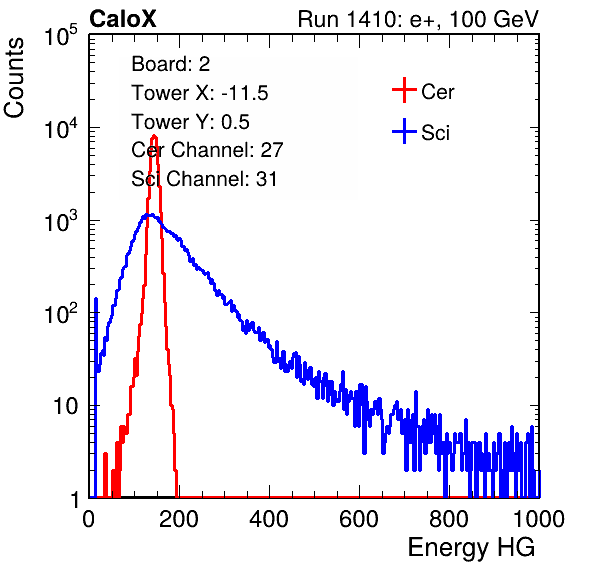 CaloX Run 1410: e+, 100 GeV
Counts
Board: 2
Tower X: -11.5
Tower Y: 0.5
Cer Channel: 27
Sci Channel: 31
Cer
Sci
10^5
10^4
10^3
10^2
10
1
0 200 400 600 800 1000
Energy HG